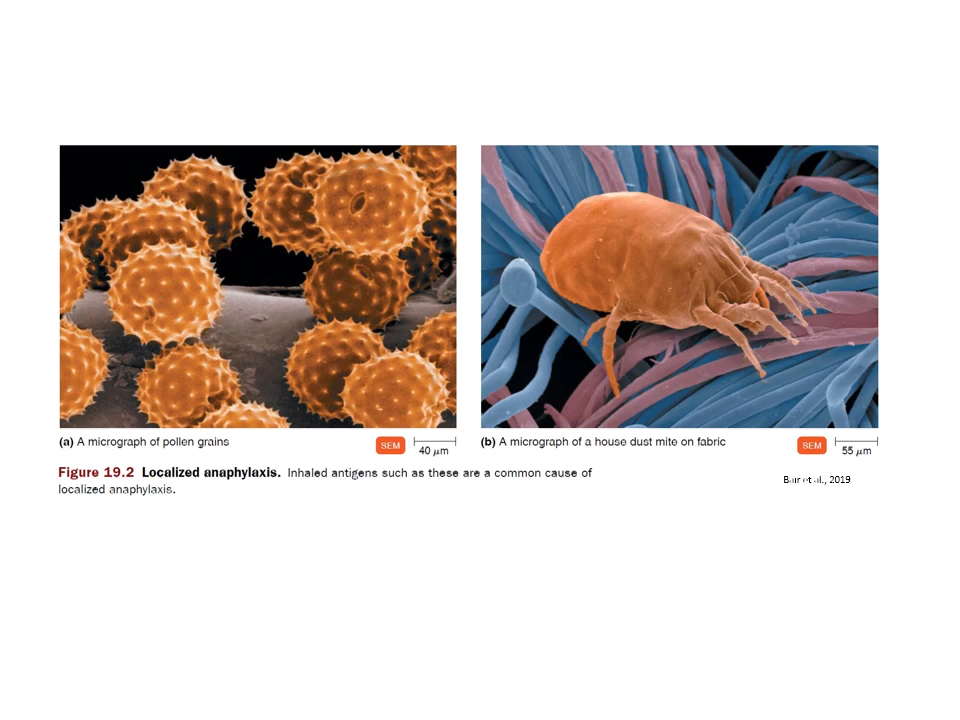 (a) A micrograph of pollen grains
SEM
40 μm
(b) A micrograph of a house dust mite on fabric
SEM
55 μm
Figure 19.2 Localized anaphylaxis. Inhaled antigens such as these are a common cause of
localized anaphylaxis.
al., 2019